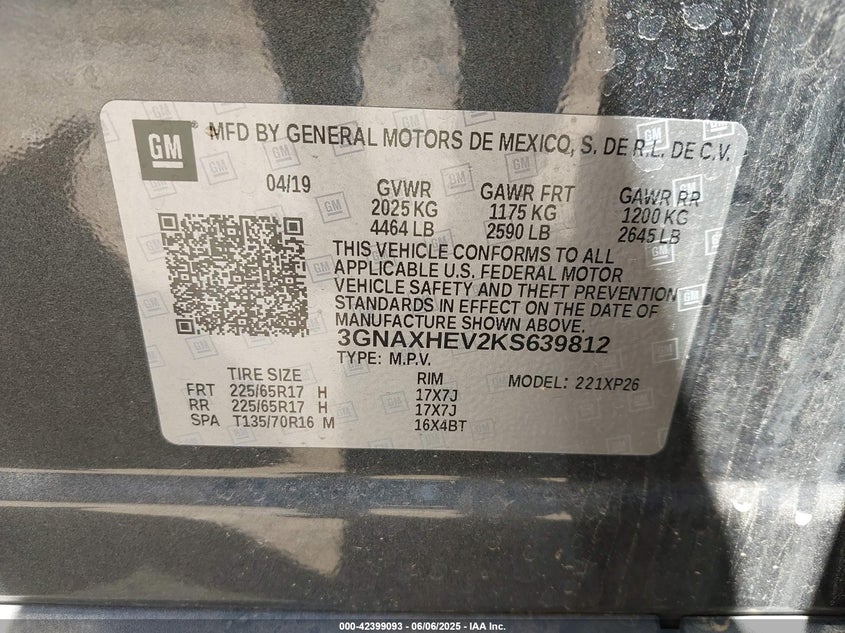 GM ® MFD BY GENERAL MOTORS DE MEXICO, S. DE R.L. DE C.V.
04/19 GVWR GAWR FRT GAWR RR
2025 KG 1175 KG 1200 KG
4464 LB 2590 LB 2645 LB
THIS VEHICLE CONFORMS TO ALL
APPLICABLE U.S. FEDERAL MOTOR
VEHICLE SAFETY AND THEFT PREVENTION
STANDARDS IN EFFECT ON THE DATE OF
MANUFACTURE SHOWN ABOVE.
3GNAXHEV2KS639812
TYPE: M.P.V.
TIRE SIZE RIM MODEL: 221XP26
FRT 225/65R17 H 17X7J
RR 225/65R17 H 17X7J
SPA T135/70R16 M 16X4BT
000-42399093 / 06/06/2025 - IAA Inc.